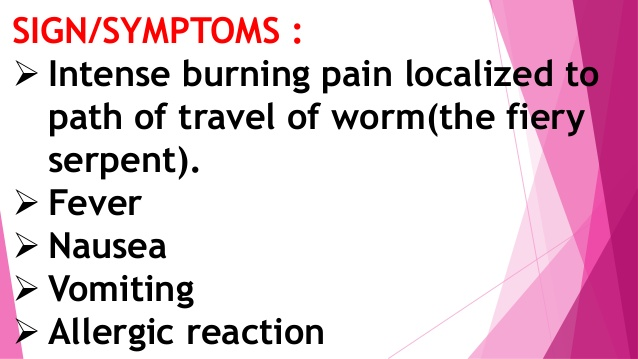 SIGN/SYMPTOMS :
➢ Intense burning pain localized to
path of travel of worm(the fiery
serpent).
➢ Fever
➢ Nausea
➢ Vomiting
➢ Allergic reaction